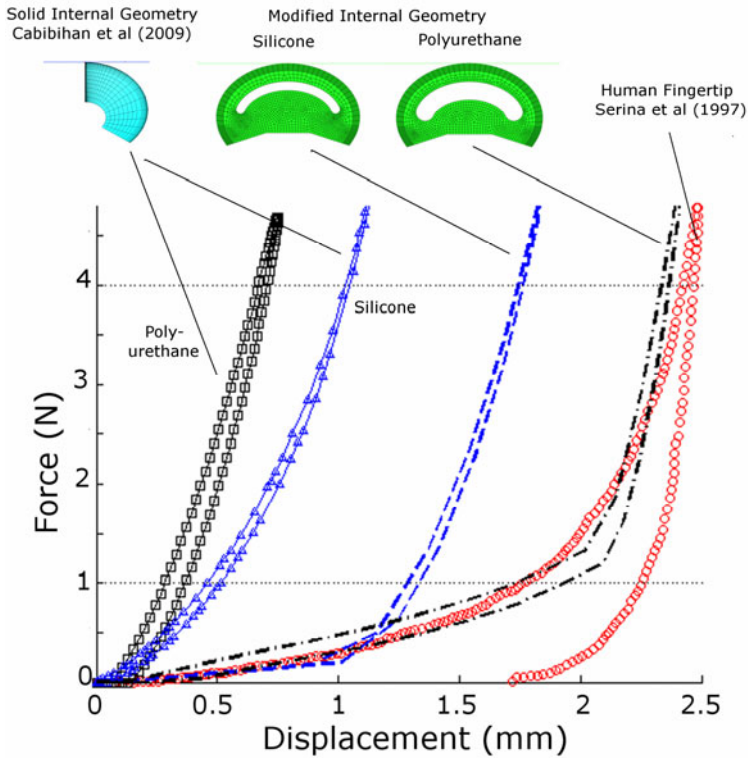 Solid Internal Geometry
Cabibihan et al (2009)
Modified Internal Geometry
Silicone
Polyurethane
Human Fingertip
Serina et al (1997)
Poly-
urethane
Silicone
Force (N)
4
3
2
1
0
0
0.5
1
1.5
2
2.5
Displacement (mm)